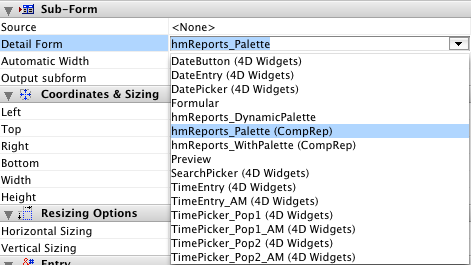 Sub-Form
Source <None>
Detail Form hmReports_Palette
Automatic Width DateButton (4D Widgets)
Output subform DateEntry (4D Widgets)
DatePicker (4D Widgets)
Coordinates & Sizing Formular
Left hmReports_DynamicPalette
Top hmReports_Palette (CompRep)
Right hmReports_WithPalette (CompRep)
Bottom Preview
Width SearchPicker (4D Widgets)
Height TimeEntry (4D Widgets)
TimeEntry_AM (4D Widgets)
Resizing Options TimePicker_Pop1 (4D Widgets)
Horizontal Sizing TimePicker_Pop1_AM (4D Widgets)
Vertical Sizing TimePicker_Pop2 (4D Widgets)
Entry TimePicker_Pop2_AM (4D Widgets)